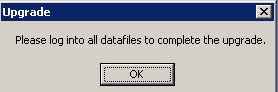 Upgrade
Please log into all datafiles to complete the upgrade.
OK